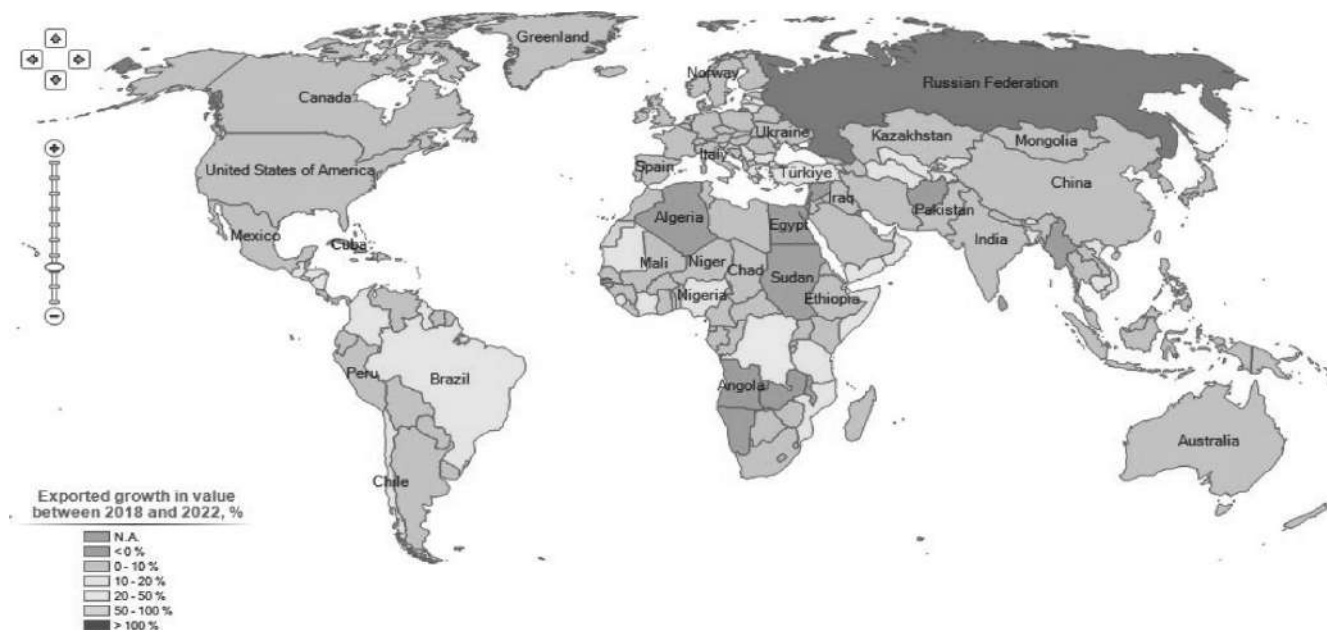 Greenland
Norway
Russian Federation
Canada
Ukraine
Kazakhstan
Mongolia
Italy
Spain
Türkiye
United States of America
China
Iraq
Pakistan
Algeria
Egypt
Mexico
Cuba
India
Mali
Niger
Chad
Sudan
Nigeria
Ethiopia
Peru
Brazil
Angola
Australia
Chile
Exported growth in value
between 2018 and 2022, %
N.A.
<0 %
0 - 10 %
10 - 20 %
20 - 50 %
50 - 100 %
> 100 %